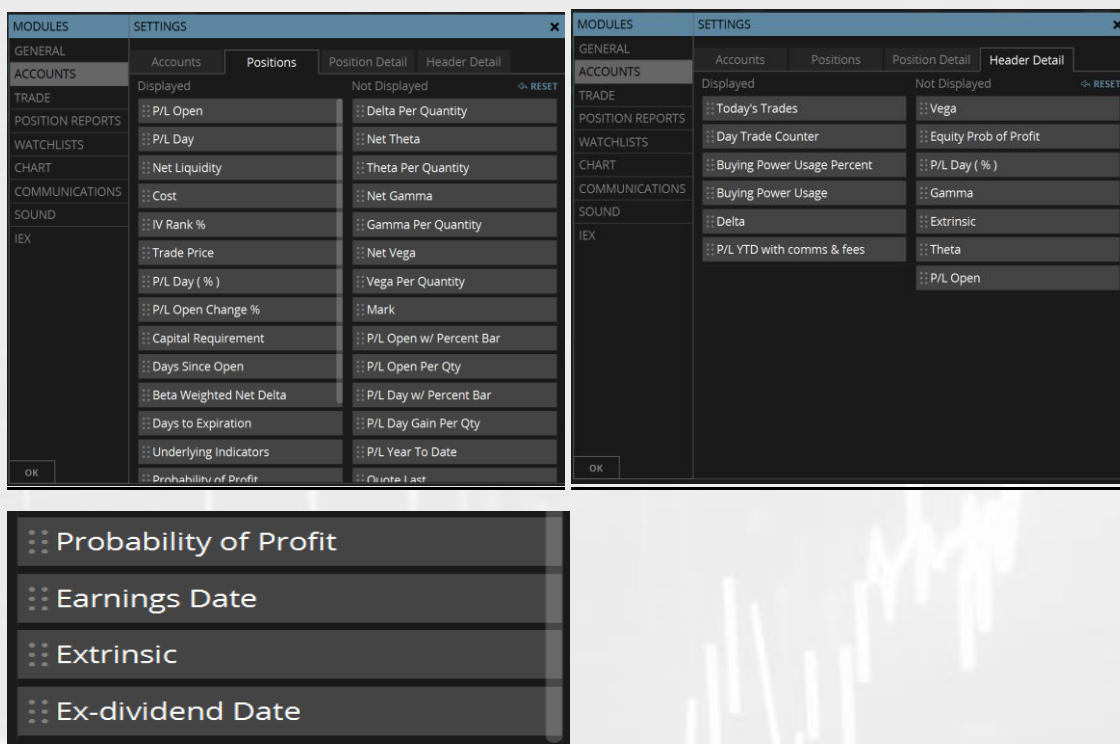 MODULES
SETTINGS
×
GENERAL
ACCOUNTS
TRADE
POSITION REPORTS
WATCHLISTS
CHART
COMMUNICATIONS
SOUND
IEX
OK
Accounts
Positions
Position Detail
Header Detail
Displayed
Not Displayed
RESET
P/L Open
P/L Day
Net Liquidity
Cost
IV Rank %
Trade Price
P/L Day ( % )
P/L Open Change %
Capital Requirement
Days Since Open
Beta Weighted Net Delta
Days to Expiration
Underlying Indicators
Probability of Profit
Delta Per Quantity
Net Theta
Theta Per Quantity
Net Gamma
Gamma Per Quantity
Net Vega
Vega Per Quantity
Mark
P/L Open w/ Percent Bar
P/L Open Per Qty
P/L Day w/ Percent Bar
P/L Day Gain Per Qty
P/L Year To Date
Quote Last
MODULES
SETTINGS
×
GENERAL
ACCOUNTS
TRADE
POSITION REPORTS
WATCHLISTS
CHART
COMMUNICATIONS
SOUND
IEX
OK
Accounts
Positions
Position Detail
Header Detail
Displayed
Not Displayed
RESET
Today's Trades
Day Trade Counter
Buying Power Usage Percent
Buying Power Usage
Delta
P/L YTD with comms & fees
Vega
Equity Prob of Profit
P/L Day ( % )
Gamma
Extrinsic
Theta
P/L Open
Probability of Profit
Earnings Date
Extrinsic
Ex-dividend Date